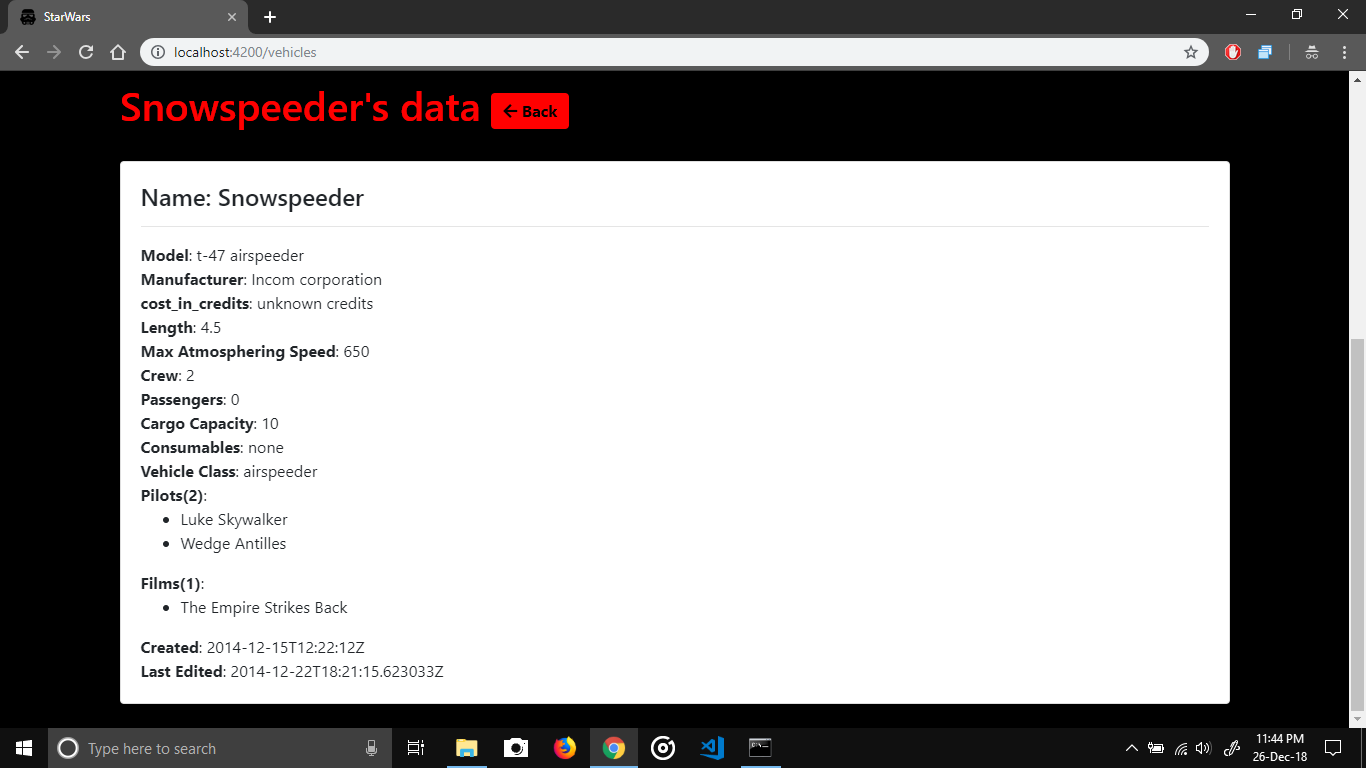 StarWars
localhost:4200/vehicles
Snowspeeder's data
Back
Name: Snowspeeder
Model: t-47 airspeeder
Manufacturer: Incom corporation
cost_in_credits: unknown credits
Length: 4.5
Max Atmosphering Speed: 650
Crew: 2
Passengers: 0
Cargo Capacity: 10
Consumables: none
Vehicle Class: airspeeder
Pilots(2):
Luke Skywalker
Wedge Antilles
Films(1):
The Empire Strikes Back
Created: 2014-12-15T12:22:12Z
Last Edited: 2014-12-22T18:21:15.623033Z
Type here to search
11:44 PM
26-Dec-18